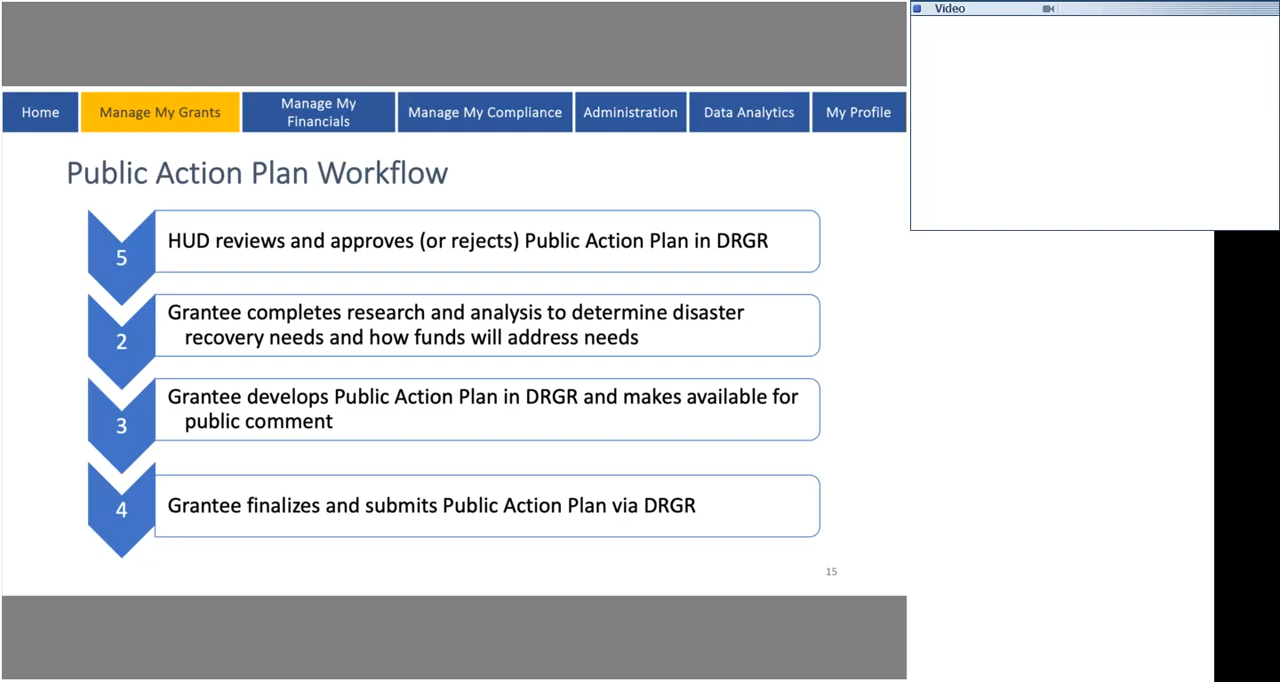 Video
Home
Manage My Grants
Manage My
Financials
Manage My Compliance
Administration
Data Analytics
My Profile
Public Action Plan Workflow
5
HUD reviews and approves (or rejects) Public Action Plan in DRGR
2
Grantee completes research and analysis to determine disaster
recovery needs and how funds will address needs
3
Grantee develops Public Action Plan in DRGR and makes available for
public comment
4
Grantee finalizes and submits Public Action Plan via DRGR
15